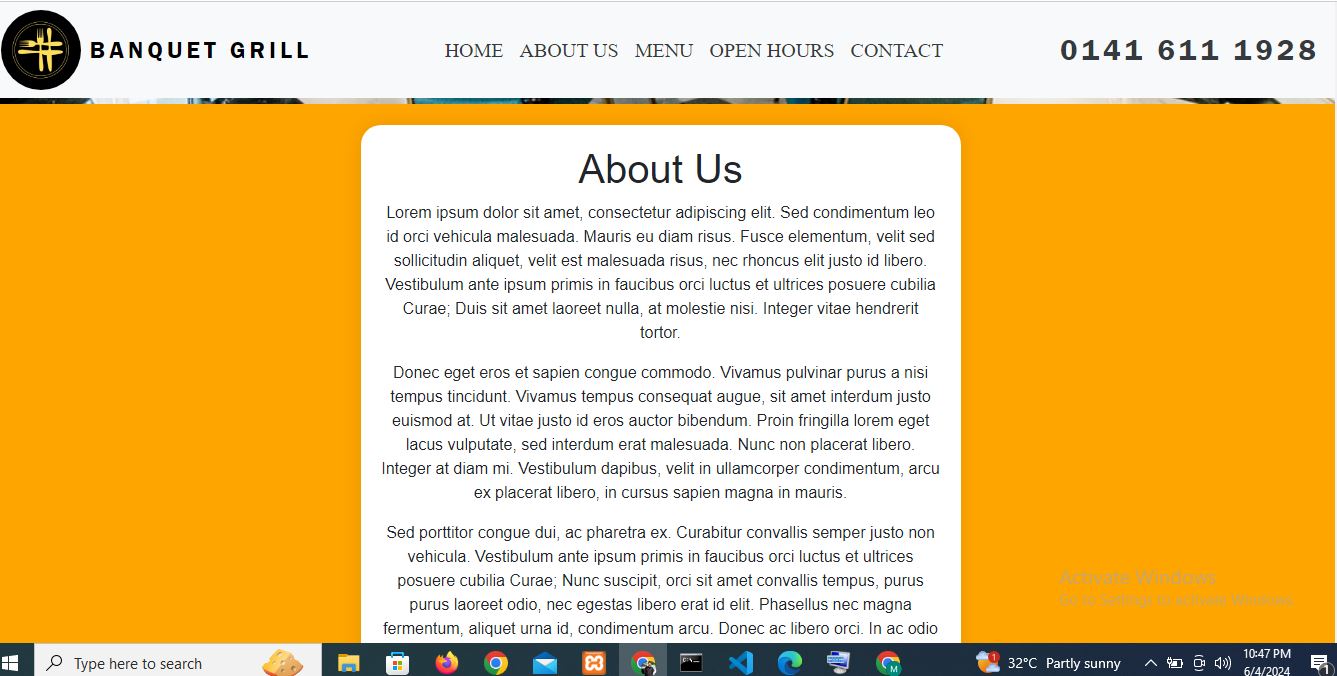 BANQUET GRILL
HOME ABOUT US MENU OPEN HOURS CONTACT
0141 611 1928
About Us
Lorem ipsum dolor sit amet, consectetur adipiscing elit. Sed condimentum leo
id orci vehicula malesuada. Mauris eu diam risus. Fusce elementum, velit sed
sollicitudin aliquet, velit est malesuada risus, nec rhoncus elit justo id libero.
Vestibulum ante ipsum primis in faucibus orci luctus et ultrices posuere cubilia
Curae; Duis sit amet laoreet nulla, at molestie nisi. Integer vitae hendrerit
tortor.
Donec eget eros et sapien congue commodo. Vivamus pulvinar purus a nisi
tempus tincidunt. Vivamus tempus consequat augue, sit amet interdum justo
euismod at. Ut vitae justo id eros auctor bibendum. Proin fringilla lorem eget
lacus vulputate, sed interdum erat malesuada. Nunc non placerat libero.
Integer at diam mi. Vestibulum dapibus, velit in ullamcorper condimentum, arcu
ex placerat libero, in cursus sapien magna in mauris.
Sed porttitor congue dui, ac pharetra ex. Curabitur convallis semper justo non
vehicula. Vestibulum ante ipsum primis in faucibus orci luctus et ultrices
posuere cubilia Curae; Nunc suscipit, orci sit amet convallis tempus, purus
purus laoreet odio, nec egestas libero erat id elit. Phasellus nec magna
fermentum, aliquet urna id, condimentum arcu. Donec ac libero orci. In ac odio
Activate Windows
Go to Settings to activate Windows.
Type here to search
M
1
32°C Partly sunny
10:47 PM
6/4/2024
1